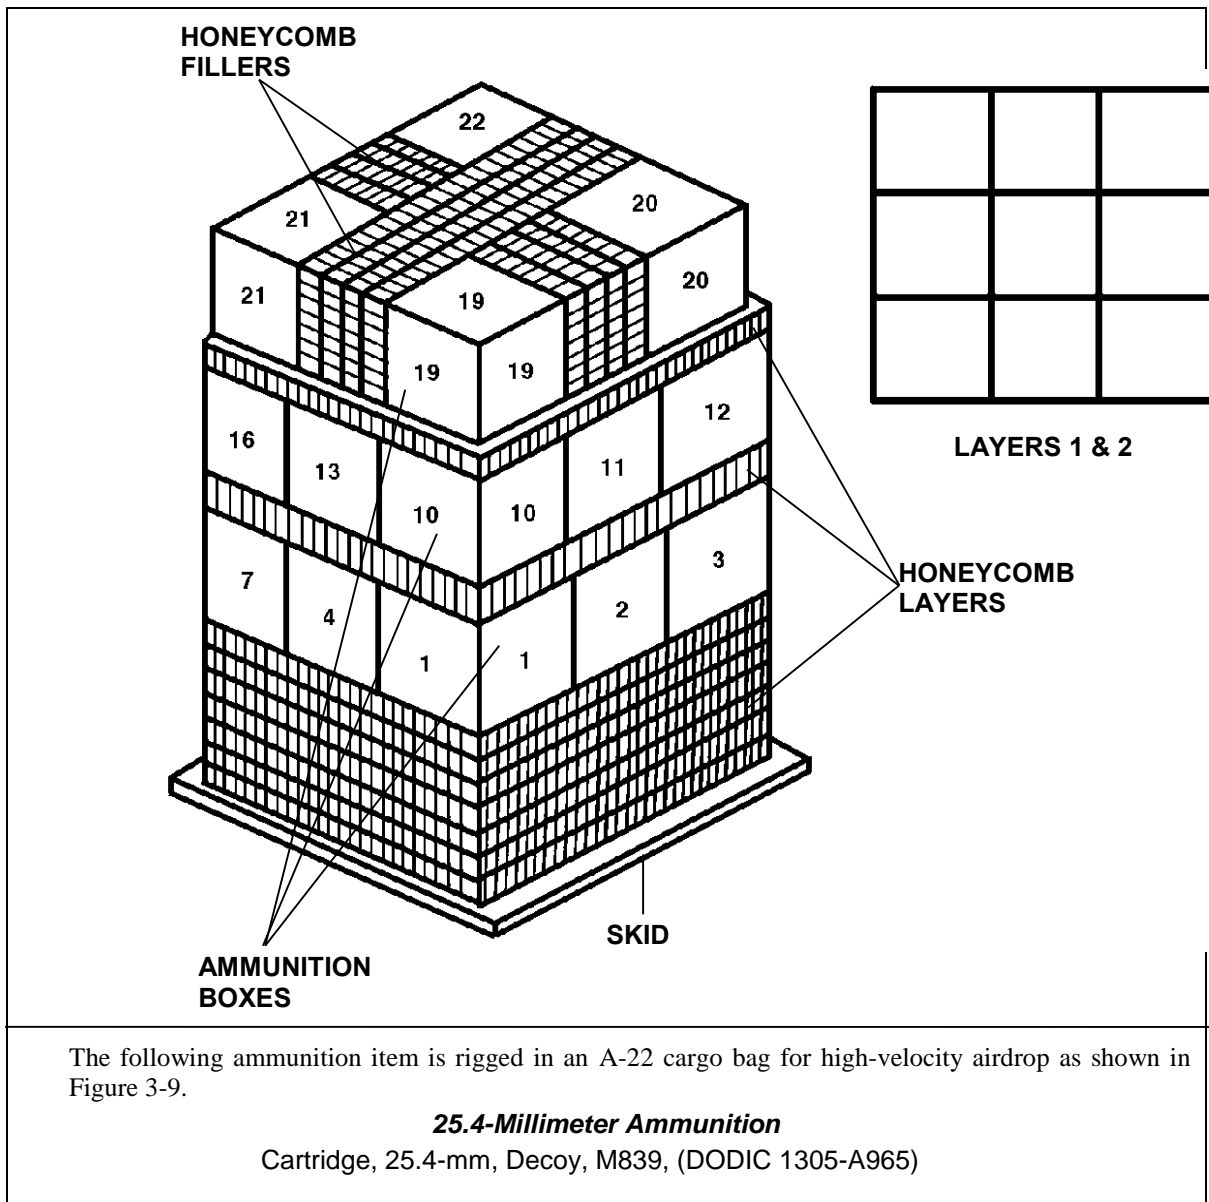 HONEYCOMB
FILLERS
22
21
20
21
20
19
19
19
16
13
10
10
11
12
7
4
1
1
2
3
LAYERS 1 & 2
HONEYCOMB
LAYERS
SKID
AMMUNITION
BOXES
The following ammunition item is rigged in an A-22 cargo bag for high-velocity airdrop as shown in
Figure 3-9.
25.4-Millimeter Ammunition
Cartridge, 25.4-mm, Decoy, M839, (DODIC 1305-A965)